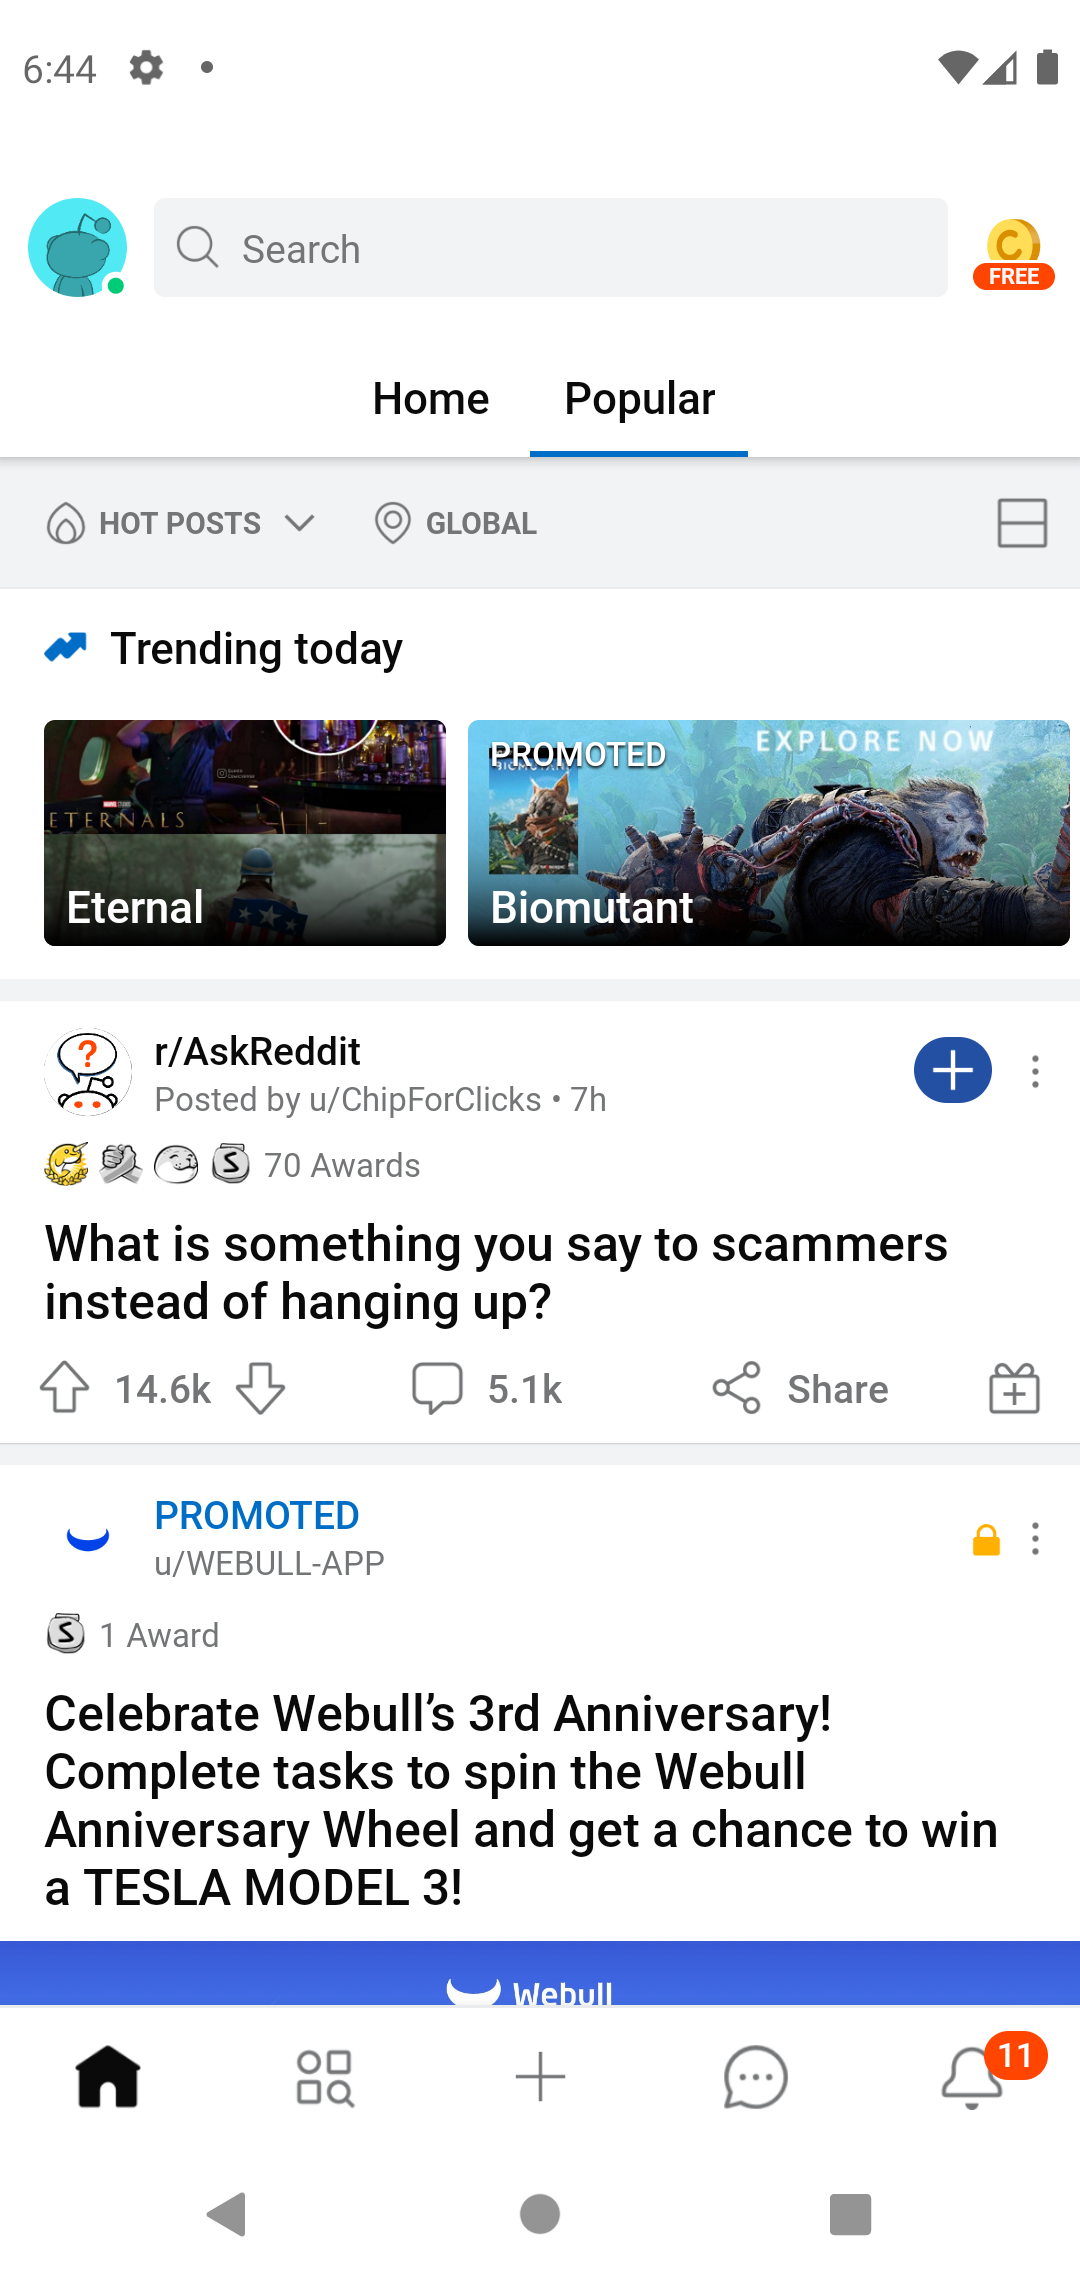 6:44
Search
FREE
Home
Popular
HOT POSTS
GLOBAL
Trending today
ETERNALS
Eternal
PROMOTED
EXPLORE NOW
BIOMUTANT
Biomutant
r/AskReddit
Posted by u/ChipForClicks • 7h
70 Awards
What is something you say to scammers
instead of hanging up?
14.6k
5.1k
Share
PROMOTED
u/WEBULL-APP
1 Award
Celebrate Webull’s 3rd Anniversary!
Complete tasks to spin the Webull
Anniversary Wheel and get a chance to win
a TESLA MODEL 3!
Webull
11